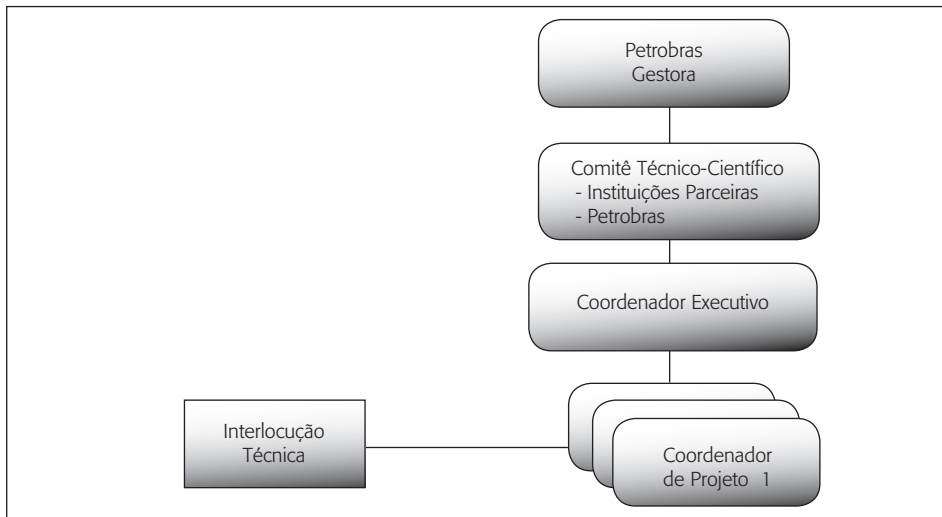 Petrobras
Gestora
Comitê Técnico-Científico
- Instituições Parceiras
- Petrobras
Coordenador Executivo
Interlocução
Técnica
Coordenador
de Projeto 1